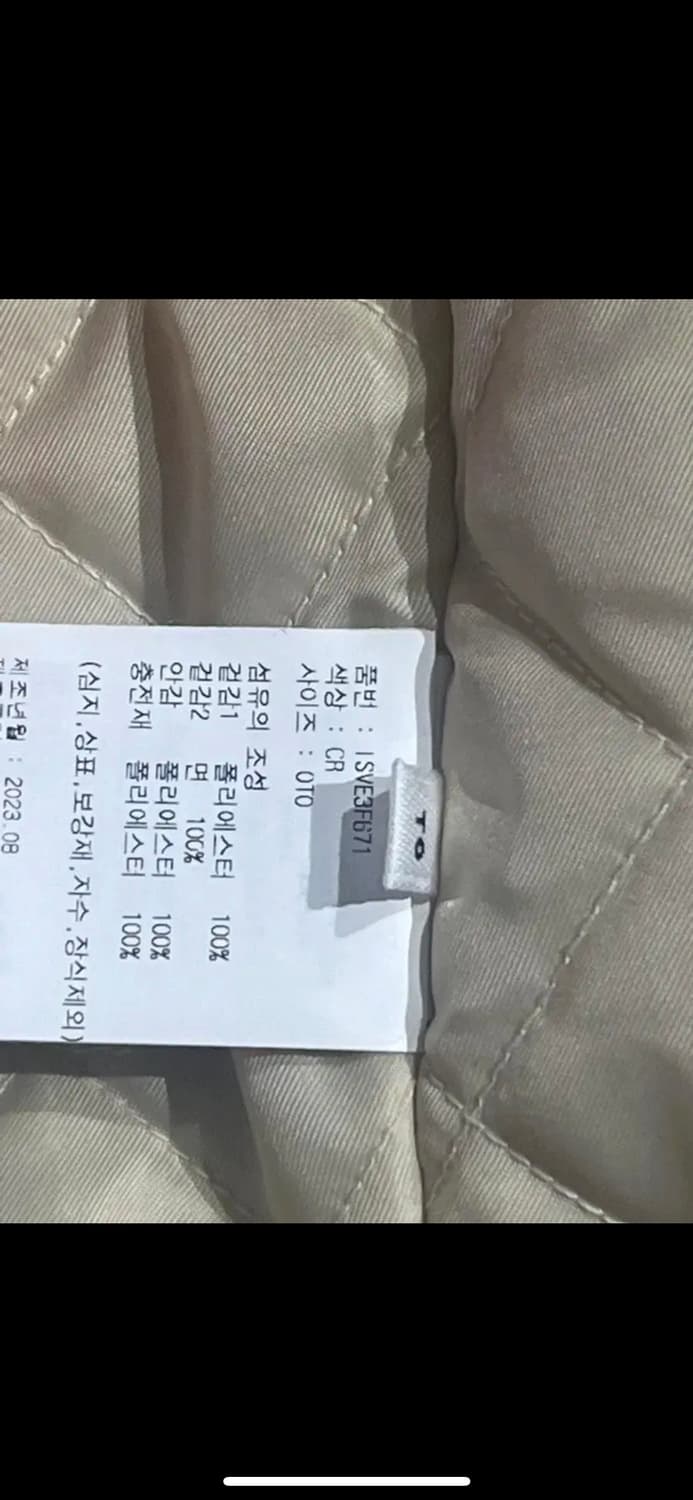 TO
품번 : ISVE3F671
색상 : CR
사이즈 : 0TO
섬유의 조성
겉감1 폴리에스터 100%
겉감2 면 100%
안감 폴리에스터 100%
충전재 폴리에스터 100%
(심지,상표,보강재,자수,장식제외)
제조년월 : 2023.08